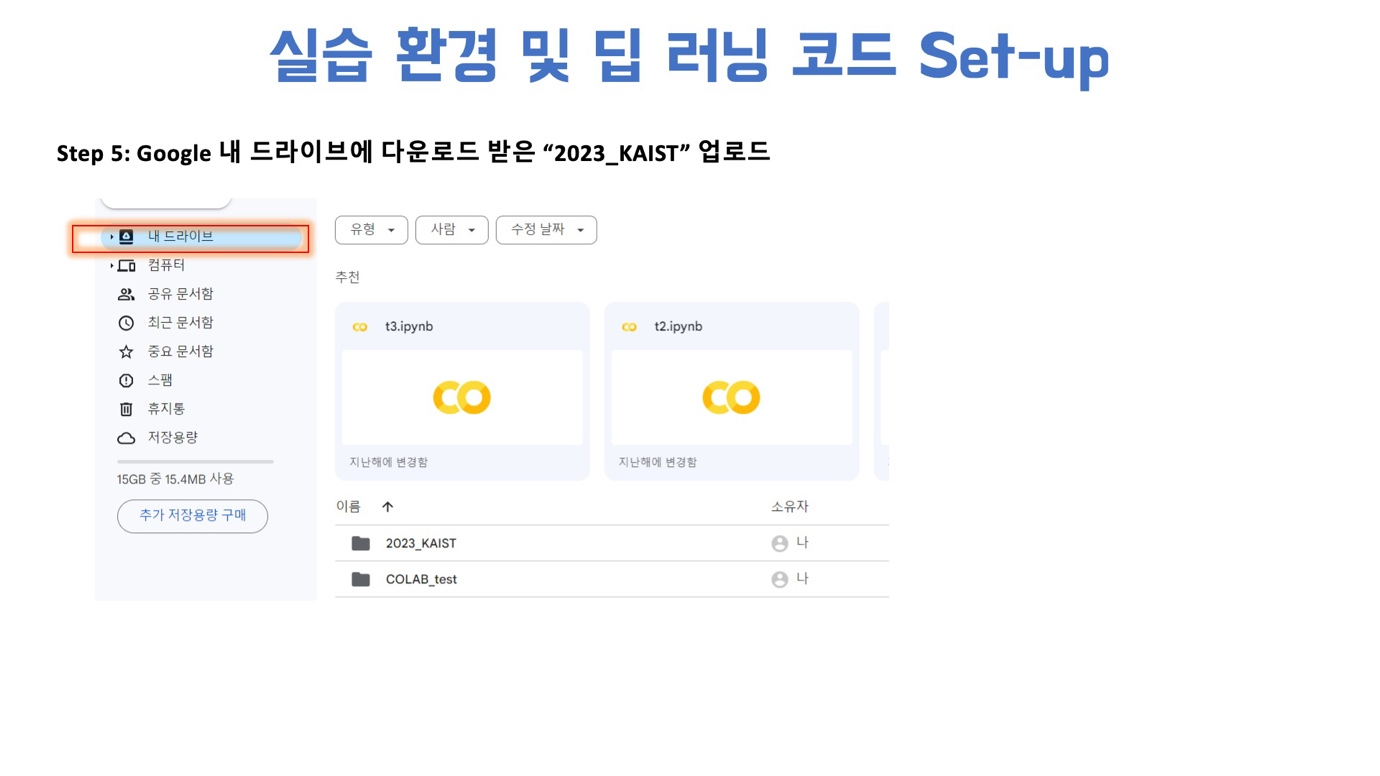 실습 환경 및 딥 러닝 코드 Set-up
Step 5: Google 내 드라이브에 다운로드 받은 “2023_KAIST” 업로드
내 드라이브
컴퓨터
공유 문서함
최근 문서함
중요 문서함
스팸
휴지통
저장용량
15GB 중 15.4MB 사용
추가 저장용량 구매
유형 사람 수정 날짜
추천
t3.ipynb t2.ipynb
지난해에 변경함 지난해에 변경함
이름 소유자
2023_KAIST 나
COLAB_test 나